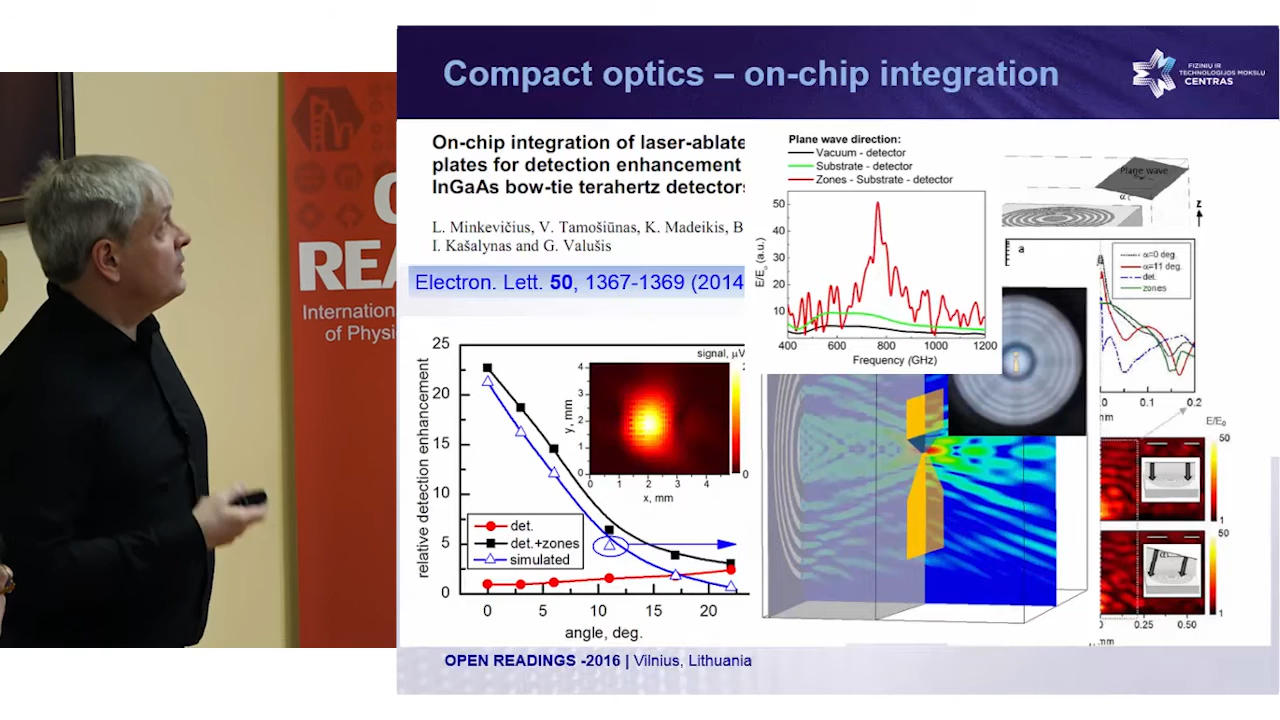 Compact optics – on-chip integration
FIZINIŲ IR
TECHNOLOGIJOS MOKSLŲ
CENTRAS
On-chip integration of laser-ablate
plates for detection enhancement
InGaAs bow-tie terahertz detectors
L. Minkevičius, V. Tamošiūnas, K. Madeikis, B
I. Kašalynas and G. Valušis
Electron. Lett. 50, 1367-1369 (2014
Plane wave direction:
Vacuum - detector
Substrate - detector
Zones - Substrate - detector
E/E₀ (a.u.)
50
40
30
20
10
400 600 800 1000 1200
Frequency (GHz)
Plane wave
α
z
a
α=0 deg.
α=11 deg.
det.
zones
0 0.1 0.2
E/E₀
50
1
50
1
0 0.25 0.50
mm
relative detection enhancement
25
20
15
10
5
0
0 5 10 15 20
angle, deg.
det.
det.+zones
simulated
signal, µV
y, mm
4
3
2
1
0
0 1 2 3 4
x, mm
0
REA
Internation
of Physi
OPEN READINGS -2016 | Vilnius, Lithuania